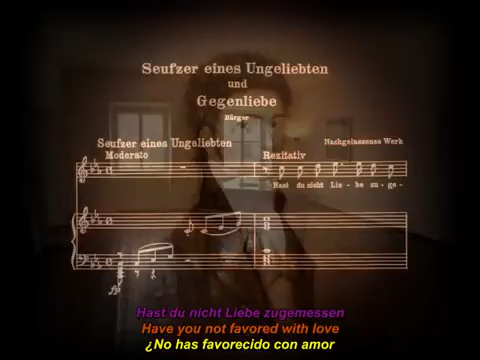 Seufzer eines Ungeliebten
und
Gegenliebe
Bürger
Seufzer eines Ungeliebten
Nachgelassenes Werk
Moderato
Rezitativ
Hast du nicht Lie - be zu - ge -
Hast du nicht Liebe zugemessen
Have you not favored with love
¿No has favorecido con amor